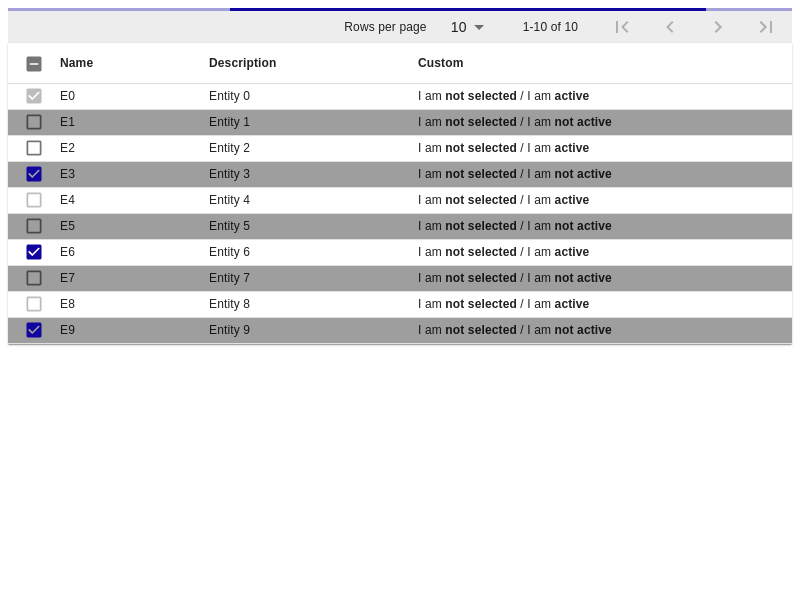 Rows per page 10 1-10 of 10
Name Description Custom
E0 Entity 0 I am not selected / I am active
E1 Entity 1 I am not selected / I am not active
E2 Entity 2 I am not selected / I am active
E3 Entity 3 I am not selected / I am not active
E4 Entity 4 I am not selected / I am active
E5 Entity 5 I am not selected / I am not active
E6 Entity 6 I am not selected / I am active
E7 Entity 7 I am not selected / I am not active
E8 Entity 8 I am not selected / I am active
E9 Entity 9 I am not selected / I am not active